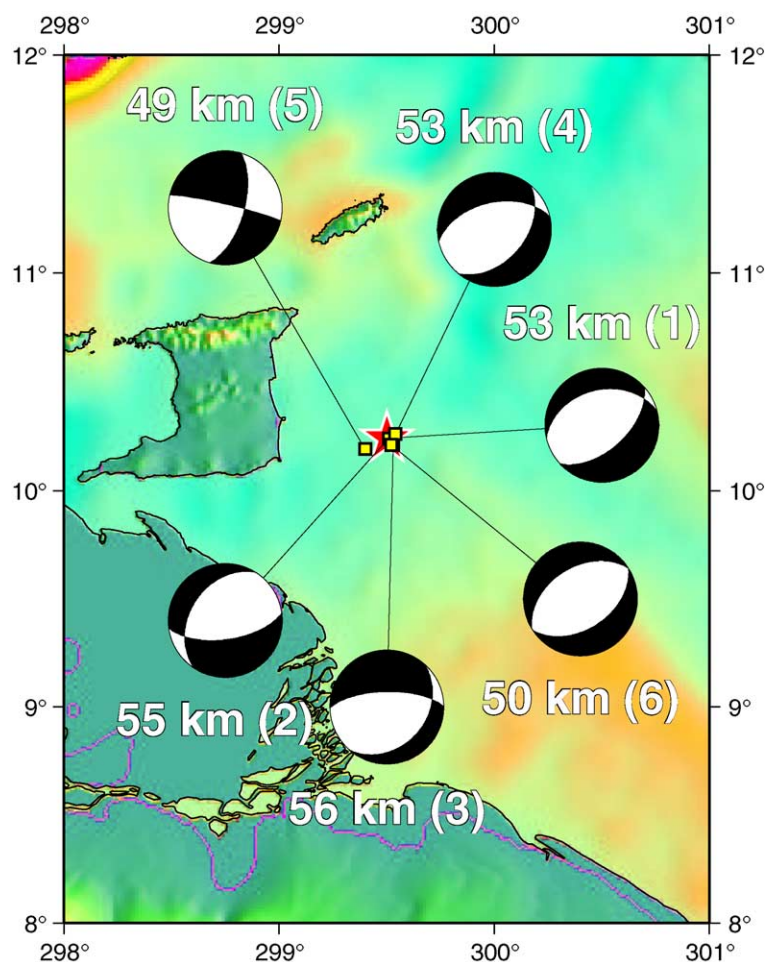 298° 299° 300° 301°
12° 12°
49 km (5)
53 km (4)
11° 11°
53 km (1)
10° 10°
9° 9°
50 km (6)
55 km (2)
56 km (3)
8° 8°
298° 299° 300° 301°